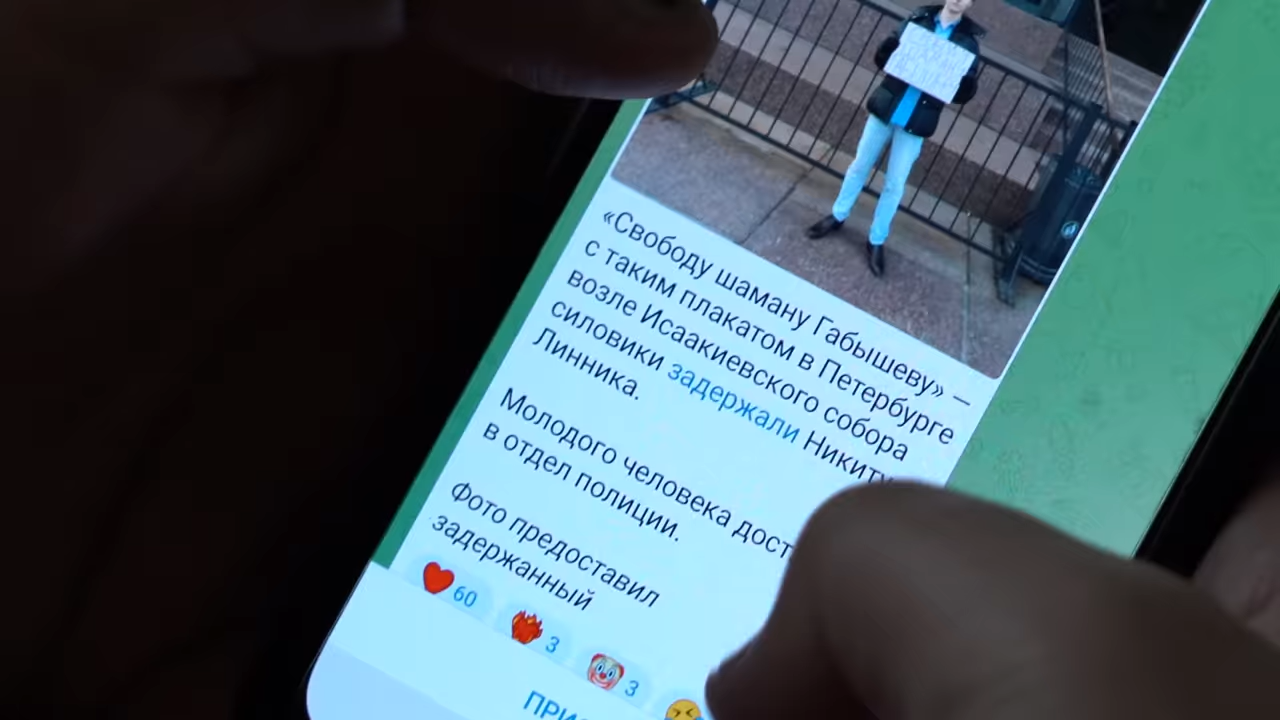 «Свободу шаману Габышеву» —
с таким плакатом в Петербурге
возле Исаакиевского собора
силовики задержали Никиту
Линника.
Молодого человека
в отдел полиции.
Фото предоставил
задержанный
60
3
3